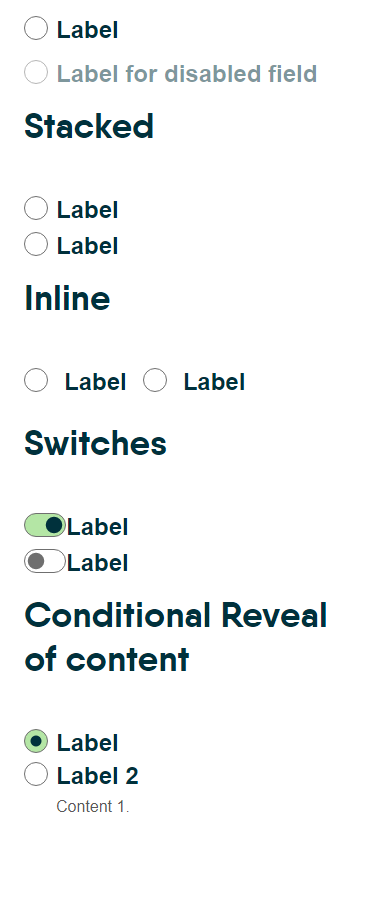 Label
Label for disabled field
Stacked
Label
Label
Inline
Label Label
Switches
Label
Label
Conditional Reveal
of content
Label
Label 2
Content 1.